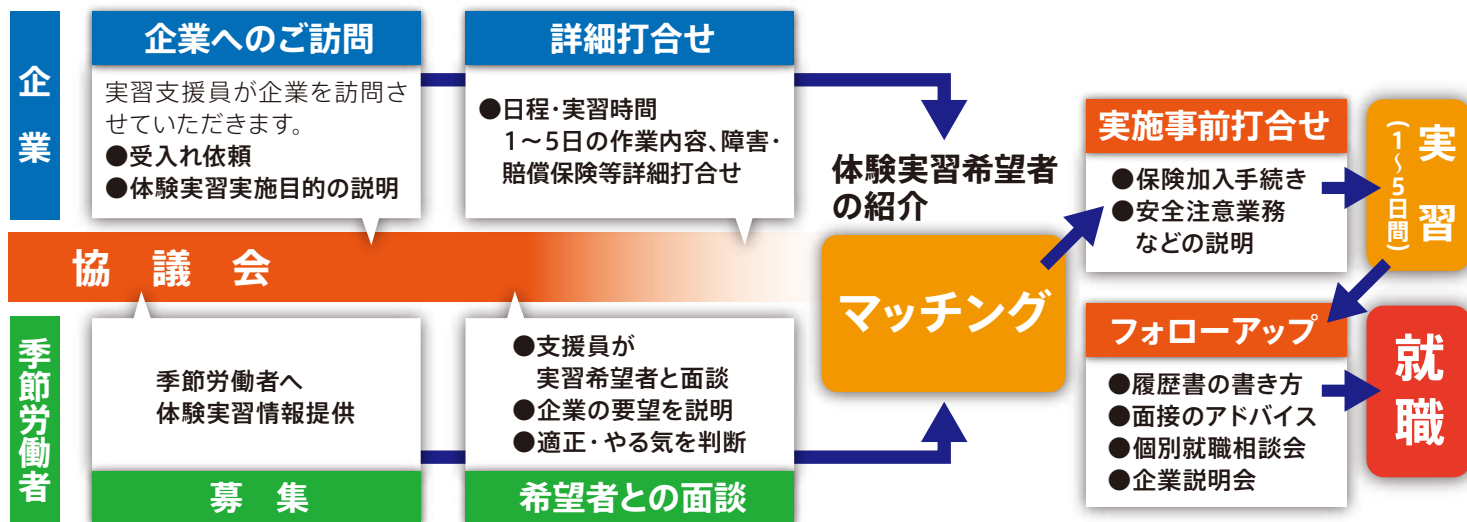 企業
企業へのご訪問
実習支援員が企業を訪問さ
せていただきます。
●受入れ依頼
●体験実習実施目的の説明
詳細打合せ
●日程・実習時間
1～5日の作業内容、障害・
賠償保険等詳細打合せ
協議会
季節労働者
季節労働者へ
体験実習情報提供
募集
●支援員が
実習希望者と面談
●企業の要望を説明
●適正・やる気を判断
希望者との面談
体験実習希望者
の紹介
マッチング
実施事前打合せ
●保険加入手続き
●安全注意業務
などの説明
実習
(1～5日間)
フォローアップ
●履歴書の書き方
●面接のアドバイス
●個別就職相談会
●企業説明会
就職